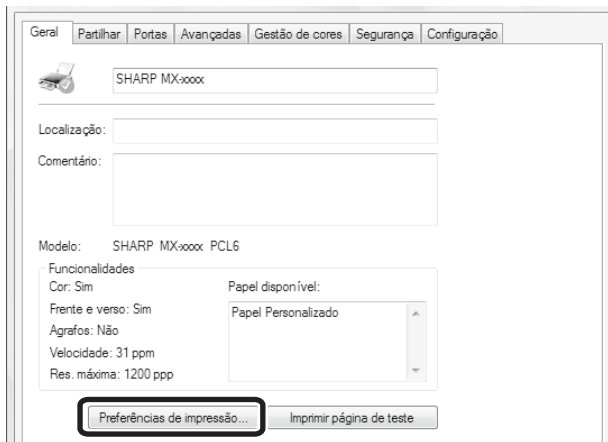 Geral Partilhar Portas Avançadas Gestão de cores Segurança Configuração
SHARP MX-xxxx
Localização:
Comentário:
Modelo: SHARP MX-xxxx PCL6
Funcionalidades
Cor: Sim Papel disponível:
Frente e verso: Sim Papel Personalizado
Agrafos: Não
Velocidade: 31 ppm
Res. máxima: 1200 ppp
Preferências de impressão... Imprimir página de teste